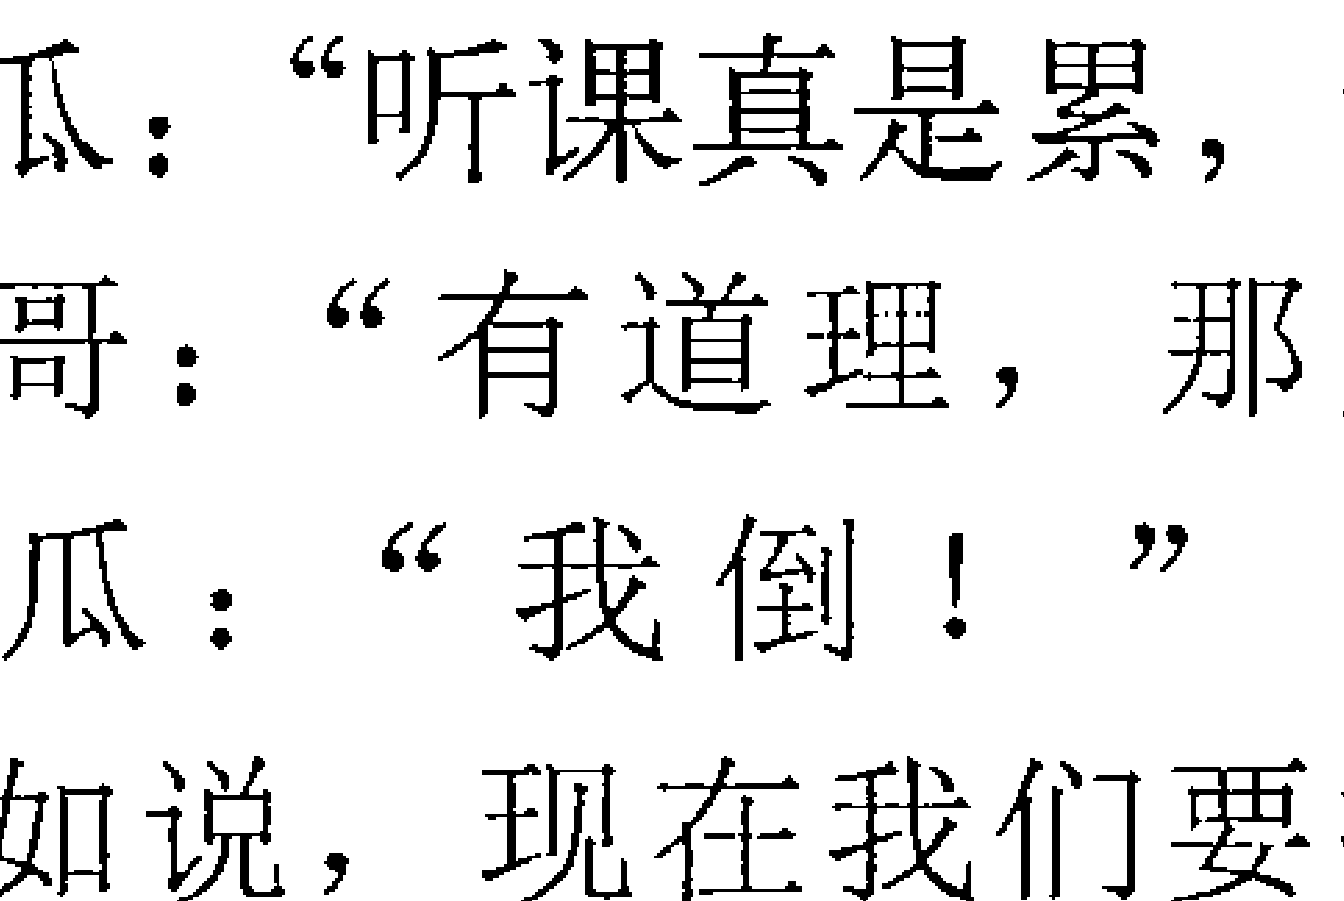 瓜：“听课真是累，
哥：“有道理，那
瓜：“我倒！”
如说，现在我们要